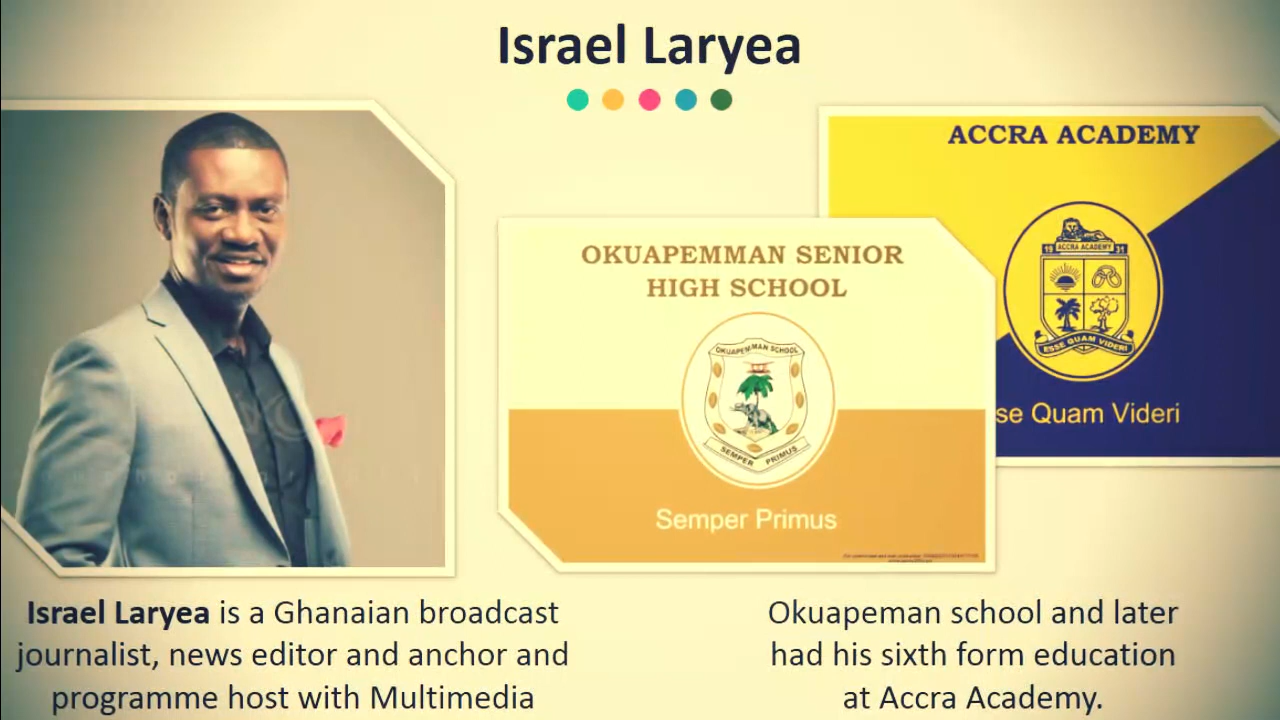 Israel Laryea
ACCRA ACADEMY
19 ACCRA ACADEMY 31
ESSE QUAM VIDERI
se Quam Videri
OKUAPEMMAN SENIOR
HIGH SCHOOL
OKUAPEMMAN SCHOOL
SEMPER PRIMUS
Semper Primus
Israel Laryea is a Ghanaian broadcast
journalist, news editor and anchor and
programme host with Multimedia
Okuapeman school and later
had his sixth form education
at Accra Academy.